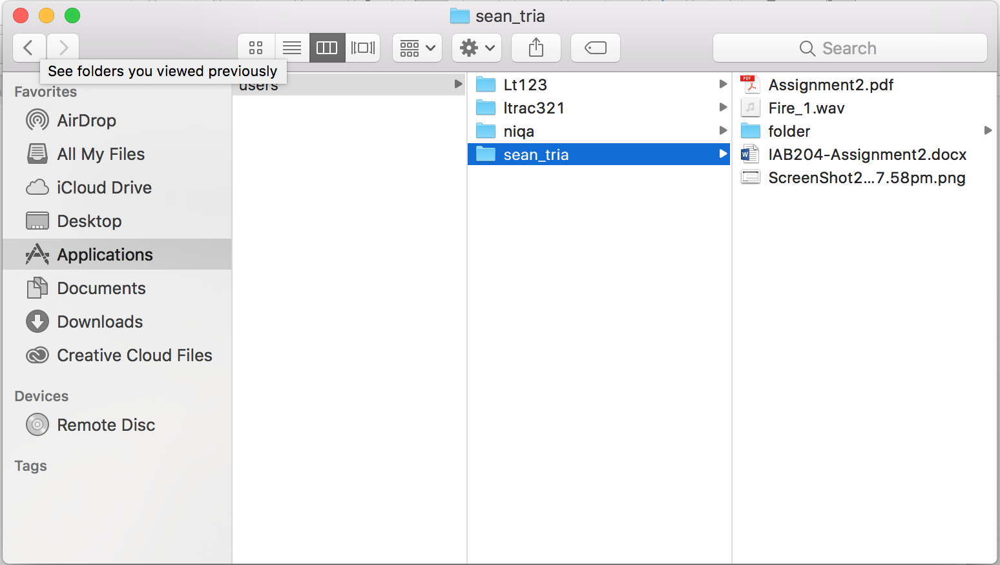 sean_tria
Search
See folders you viewed previously
Favorites
AirDrop
All My Files
iCloud Drive
Desktop
Applications
Documents
Downloads
Creative Cloud Files
Devices
Remote Disc
Tags
users
Lt123
ltrac321
niqa
sean_tria
PDF
Assignment2.pdf
Fire_1.wav
folder
W
IAB204-Assignment2.docx
ScreenShot2...7.58pm.png